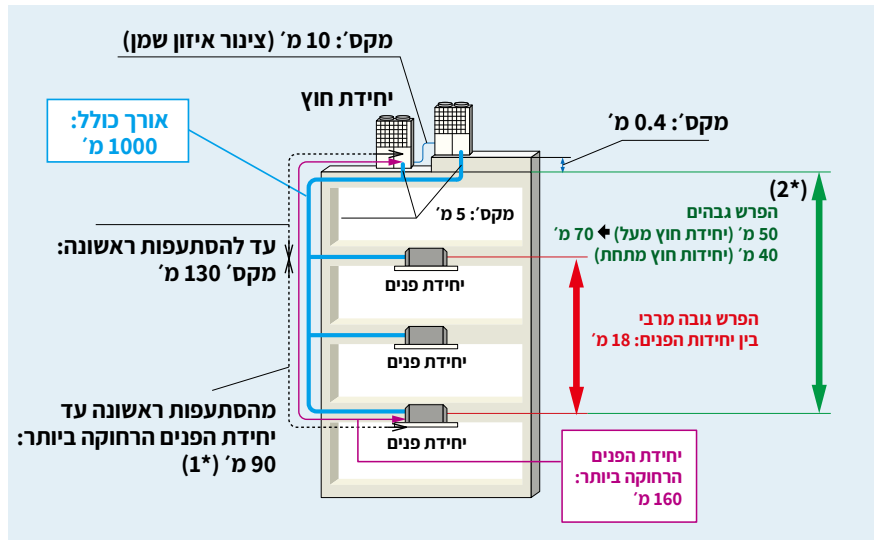 מקס׳: 10 מ׳ (צינור איזון שמן)
יחידת חוץ
מקס׳: 0.4 מ׳
אורך כולל:
1000 מ׳
(2*)
הפרש גבהים
50 מ׳ (יחידת חוץ מעל) 🡄 70 מ׳
40 מ׳ (יחידות חוץ מתחת)
מקס׳: 5 מ׳
עד להסתעפות ראשונה:
מקס׳ 130 מ׳
יחידת פנים
הפרש גובה מרבי
בין יחידות הפנים: 18 מ׳
יחידת פנים
מהסתעפות ראשונה עד
יחידת הפנים הרחוקה ביותר:
90 מ׳ (*1)
יחידת פנים
יחידת הפנים
הרחוקה ביותר:
160 מ׳